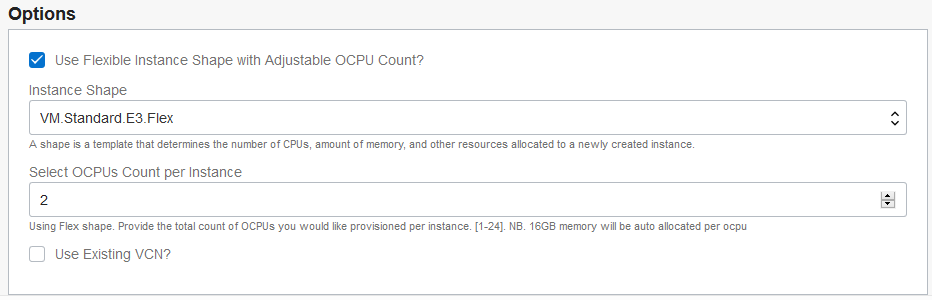 Options
Use Flexible Instance Shape with Adjustable OCPU Count?
Instance Shape
VM.Standard.E3.Flex
A shape is a template that determines the number of CPUs, amount of memory, and other resources allocated to a newly created instance.
Select OCPUs Count per Instance
2
Using Flex shape. Provide the total count of OCPUs you would like provisioned per instance. [1-24]. NB. 16GB memory will be auto allocated per ocpu
Use Existing VCN?